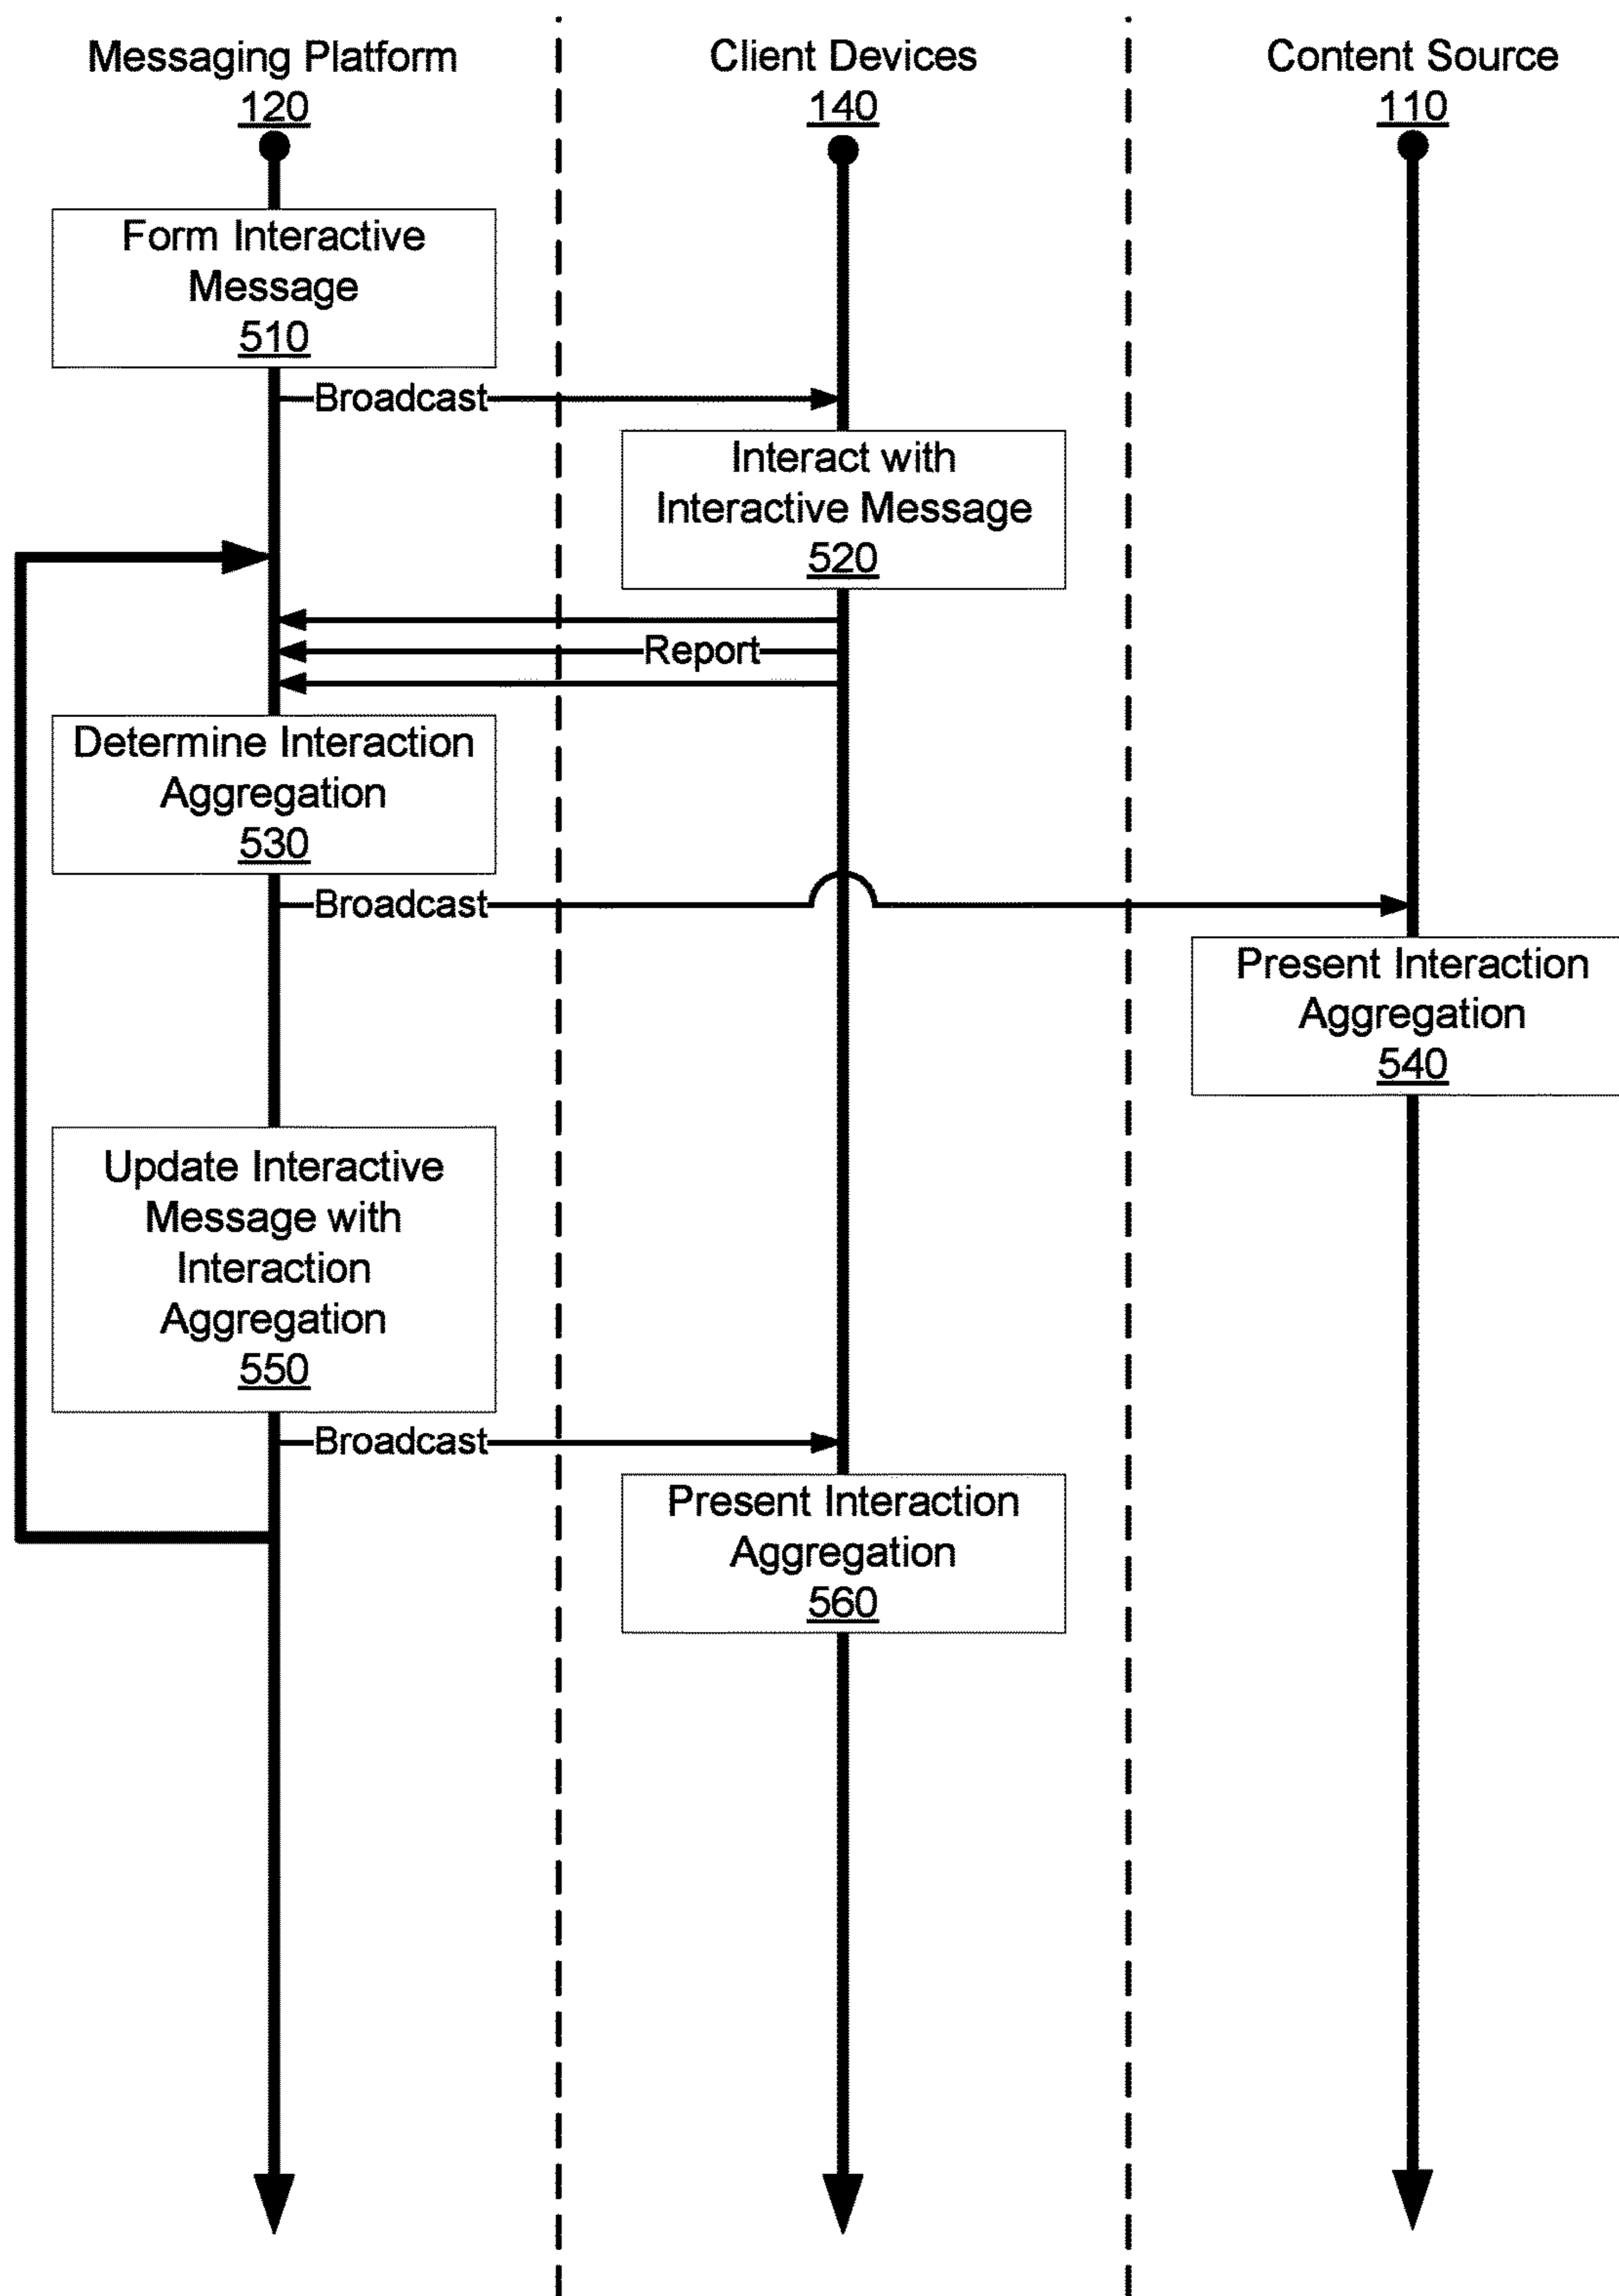 Messaging Platform
120
Client Devices
140
Content Source
110
Form Interactive
Message
510
Broadcast
Interact with
Interactive Message
520
Report
Determine Interaction
Aggregation
530
Broadcast
Present Interaction
Aggregation
540
Update Interactive
Message with
Interaction
Aggregation
550
Broadcast
Present Interaction
Aggregation
560